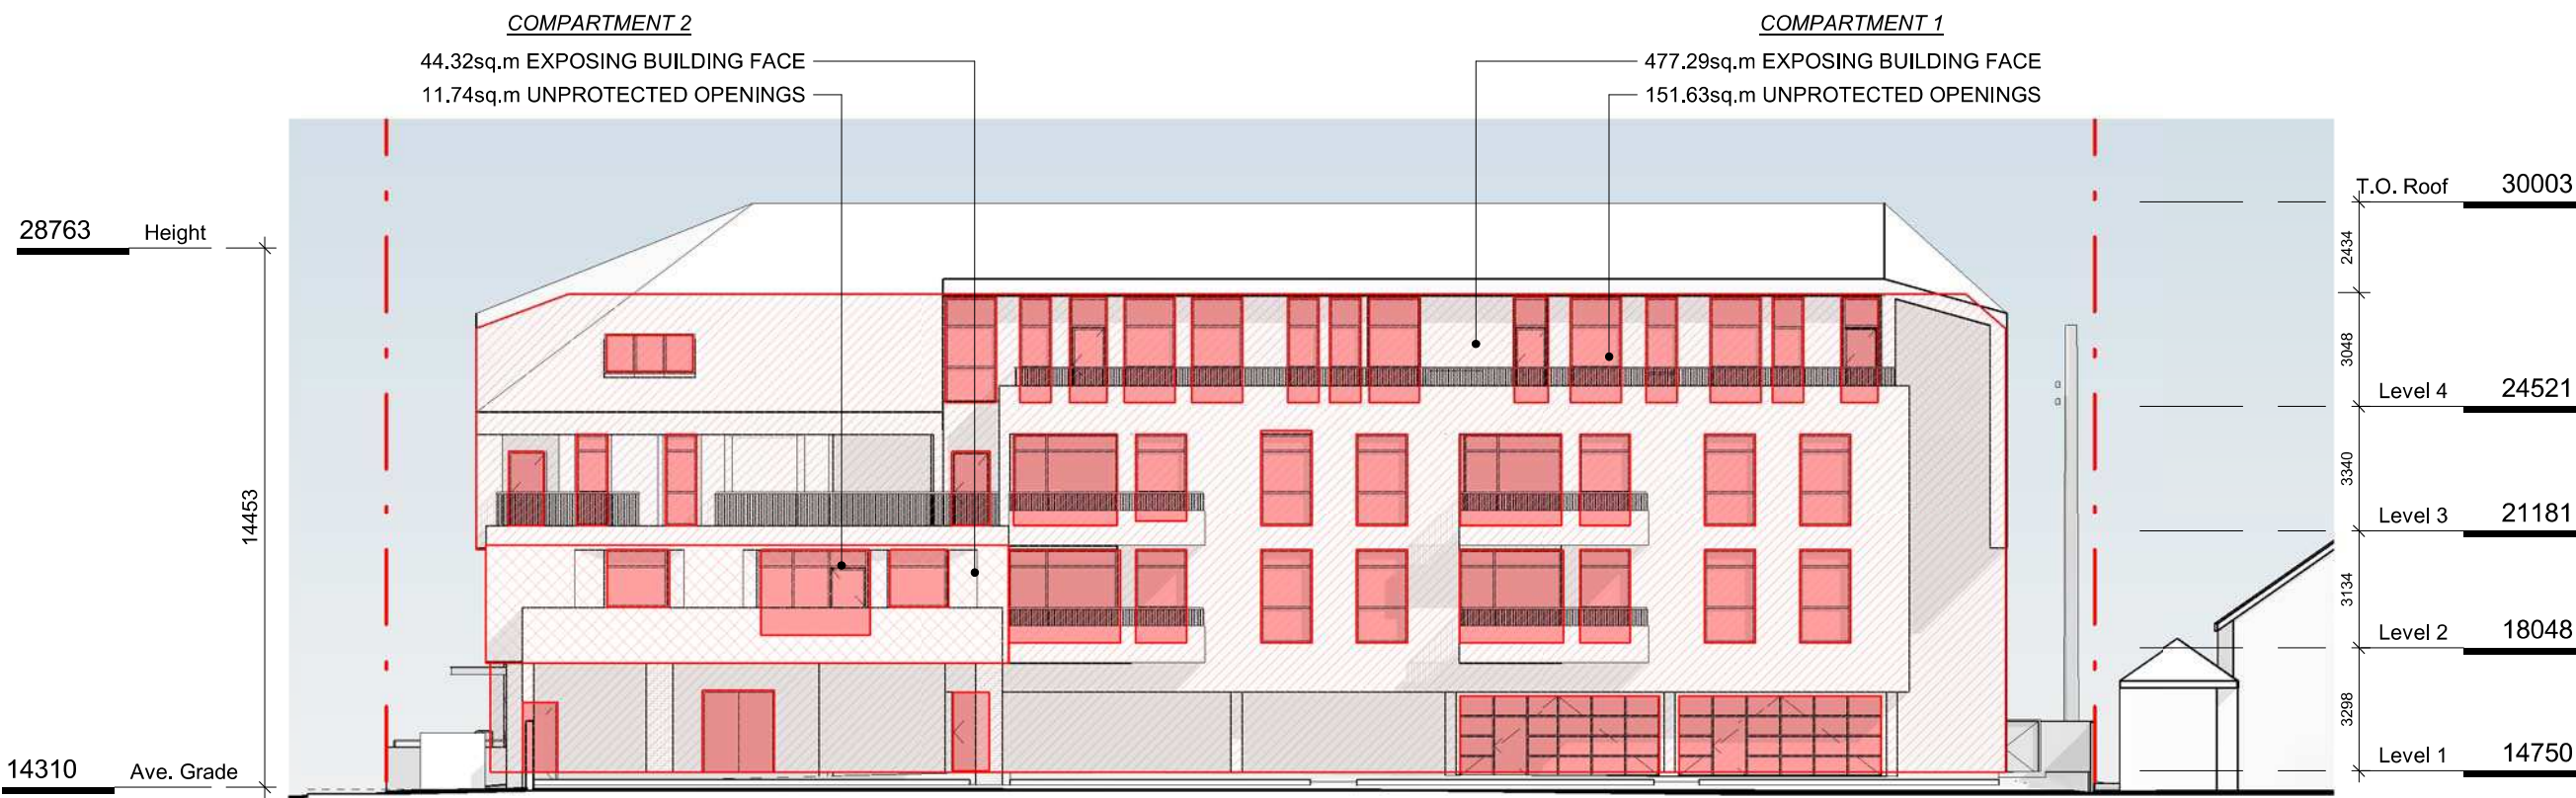 COMPARTMENT 2
44.32sq.m EXPOSING BUILDING FACE
11.74sq.m UNPROTECTED OPENINGS
COMPARTMENT 1
477.29sq.m EXPOSING BUILDING FACE
151.63sq.m UNPROTECTED OPENINGS
28763 Height
14453
14310 Ave. Grade
T.O. Roof 30003
2434
3048
Level 4 24521
3340
Level 3 21181
3134
Level 2 18048
3298
Level 1 14750